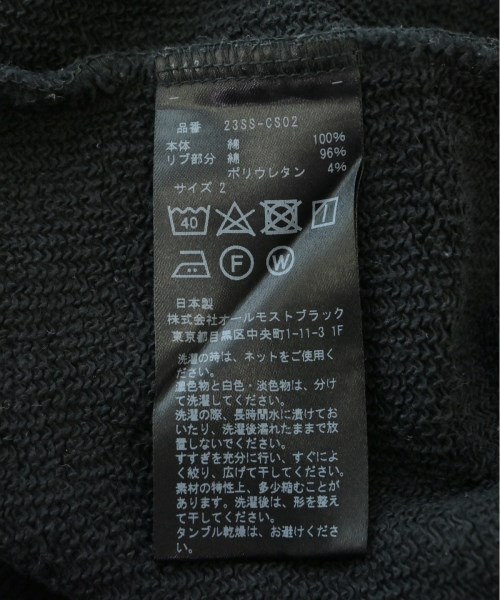 品番 23SS-CS02
本体 綿 100%
リブ部分 綿 96%
ポリウレタン 4%
サイズ 2
40
F W
日本製
株式会社オールモストブラック
東京都目黒区中央町1-11-3 1F
洗濯の時は、ネットをご使用く
ださい。
濃色物と白色・淡色物は、分け
て洗濯してください。
洗濯の際、長時間水に漬けてお
いたり、洗濯後濡れたままで放
置しないでください。
すすぎを充分に行い、すぐによ
く絞り、広げて干してください。
素材の特性上、多少縮むことが
あります。洗濯後は、形を整え
て干してください。
タンブル乾燥は、お避けくださ
い。